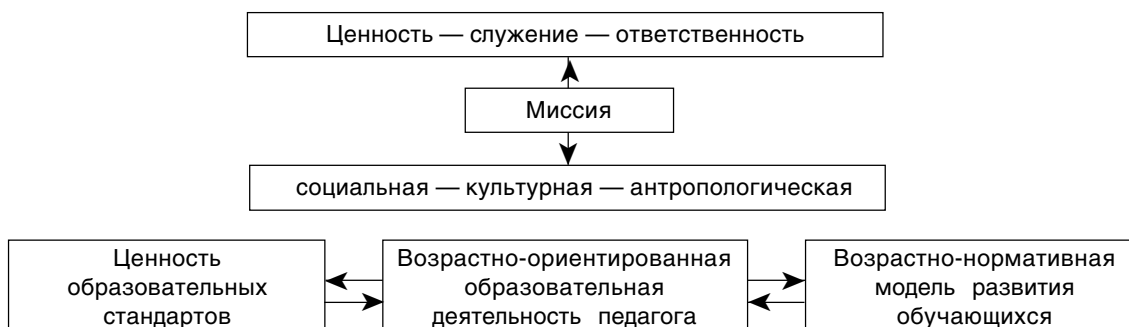 Ценность — служение — ответственность
Миссия
социальная — культурная — антропологическая
Ценность
образовательных
стандартов
Возрастно-ориентированная
образовательная
деятельность педагога
Возрастно-нормативная
модель развития
обучающихся